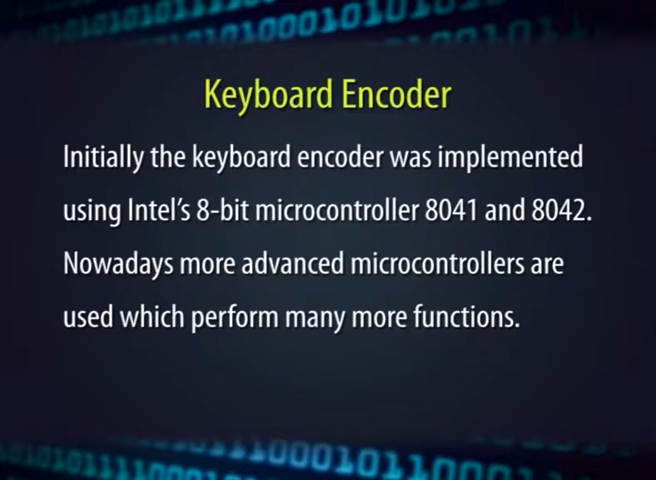 Keyboard Encoder
Initially the keyboard encoder was implemented
using Intel's 8-bit microcontroller 8041 and 8042.
Nowadays more advanced microcontrollers are
used which perform many more functions.